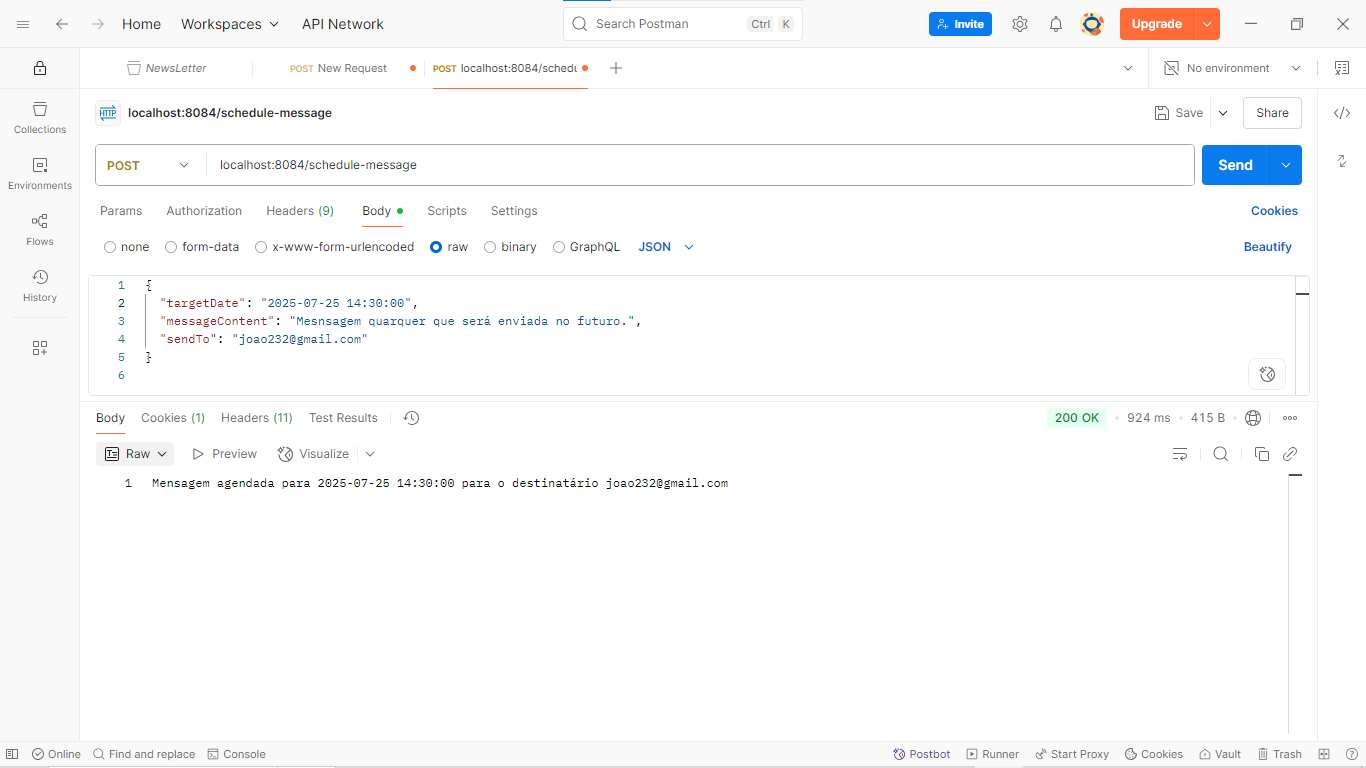 Home Workspaces API Network Search Postman Ctrl K Invite Upgrade
NewsLetter POST New Request POST localhost:8084/schedu No environment
HTTP localhost:8084/schedule-message Save Share
Collections
POST localhost:8084/schedule-message Send
Environments
Params Authorization Headers (9) Body Scripts Settings Cookies
Flows
none form-data x-www-form-urlencoded raw binary GraphQL JSON Beautify
History
1 {
2 "targetDate": "2025-07-25 14:30:00",
3 "messageContent": "Mesnsagem quarquer que será enviada no futuro.",
4 "sendTo": "joao232@gmail.com"
5 }
6
Body Cookies (1) Headers (11) Test Results 200 OK 924 ms 415 B
Raw Preview Visualize
1 Mensagem agendada para 2025-07-25 14:30:00 para o destinatário joao232@gmail.com
Online Find and replace Console Postbot Runner Start Proxy Cookies Vault Trash